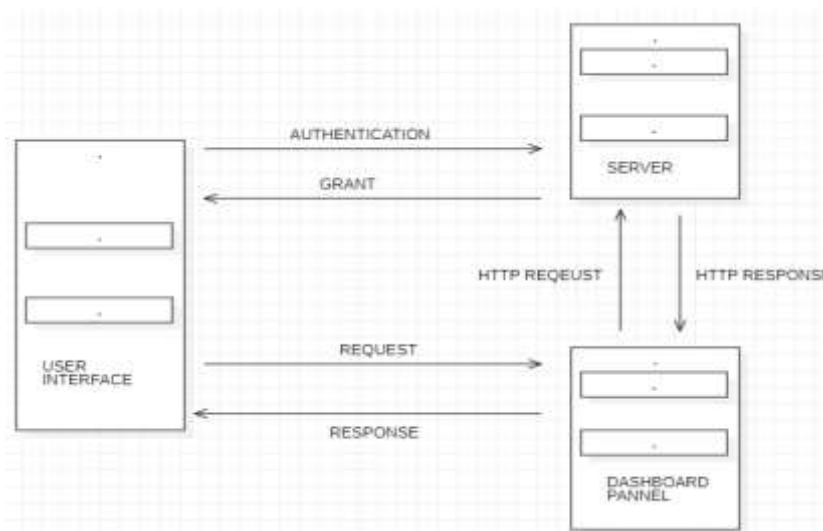 AUTHENTICATION
SERVER
GRANT
HTTP REQEUST
HTTP RESPONSE
REQUEST
USER
INTERFACE
RESPONSE
DASHBOARD
PANNEL